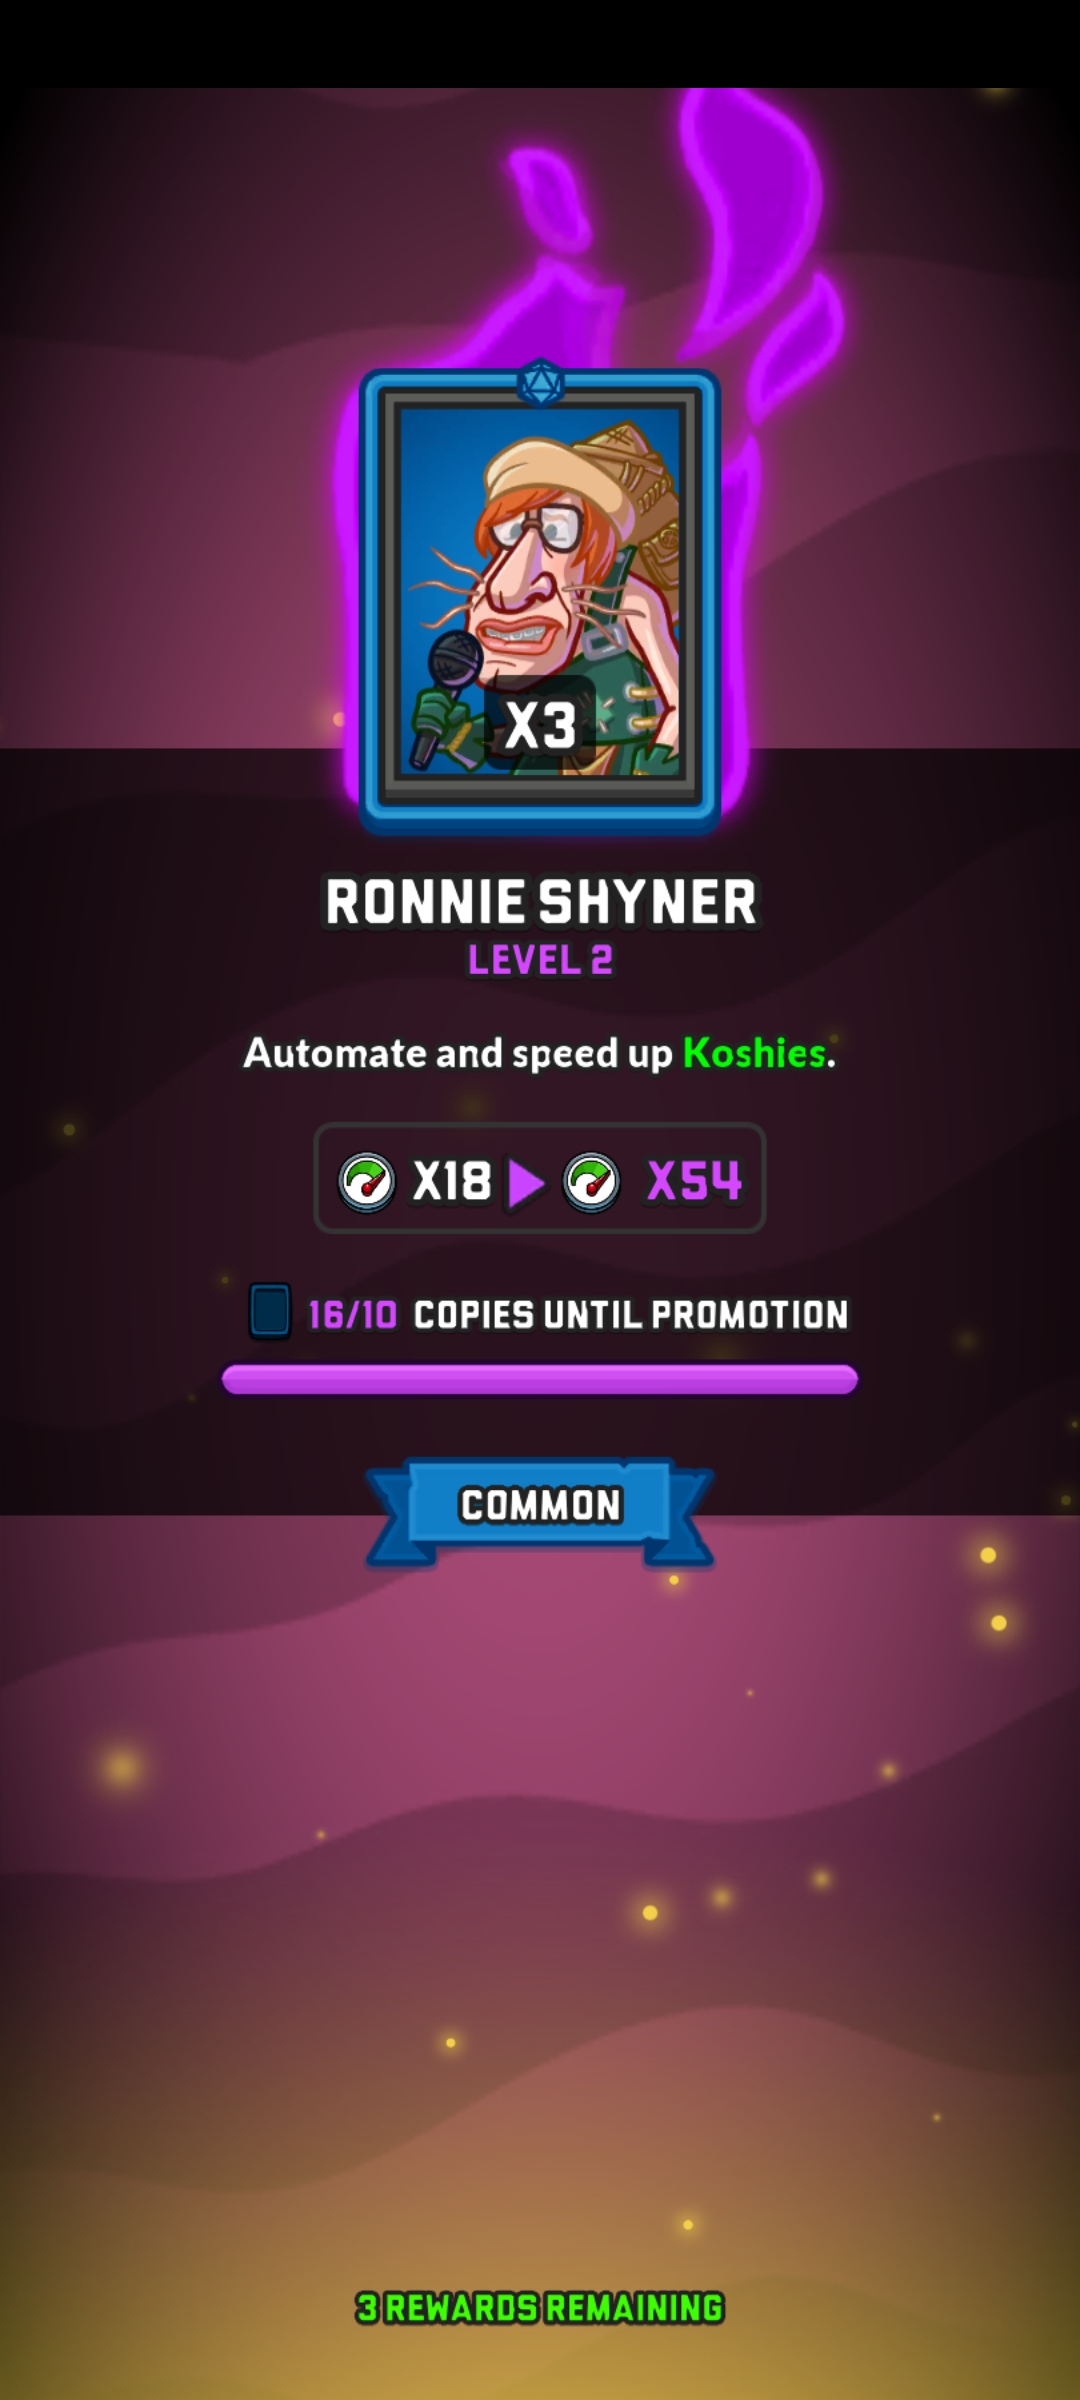 X3
RONNIE SHYNER
LEVEL 2
Automate and speed up Koshies.
X18 X54
16/10 COPIES UNTIL PROMOTION
COMMON
3 REWARDS REMAINING